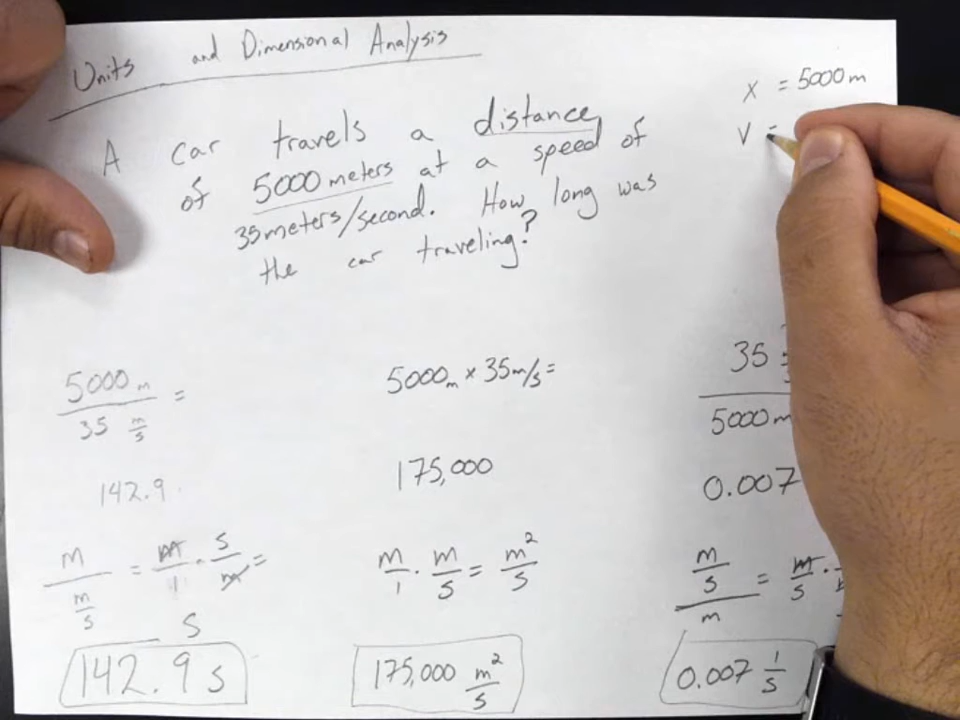 Units and Dimensional Analysis
x = 5000 m
v =
A car travels a distance
of 5000 meters at a speed of
35 meters/second. How long was
the car traveling?
5000 m / 35 m/s =
142.9
m / m/s = m/1 · s/m =
s
142.9 s
5000m × 35 m/s =
175,000
m/1 · m/s = m²/s
175,000 m²/s
35
5000 m
0.007
m/s / m = m/s ·
0.007 1/s